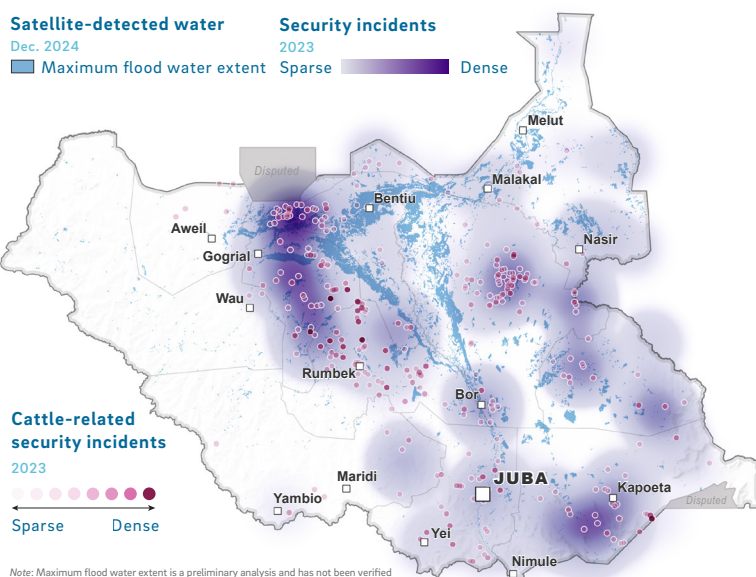 Satellite-detected water
Dec. 2024
Maximum flood water extent
Security incidents
2023
Sparse Dense
Melut
Disputed
Malakal
Bentiu
Aweil
Nasir
Gogrial
Wau
Rumbek
Bor
Cattle-related
security incidents
2023
Sparse Dense
Maridi
JUBA
Kapoeta
Yambio
Disputed
Yei
Nimule
Note: Maximum flood water extent is a preliminary analysis and has not been verified